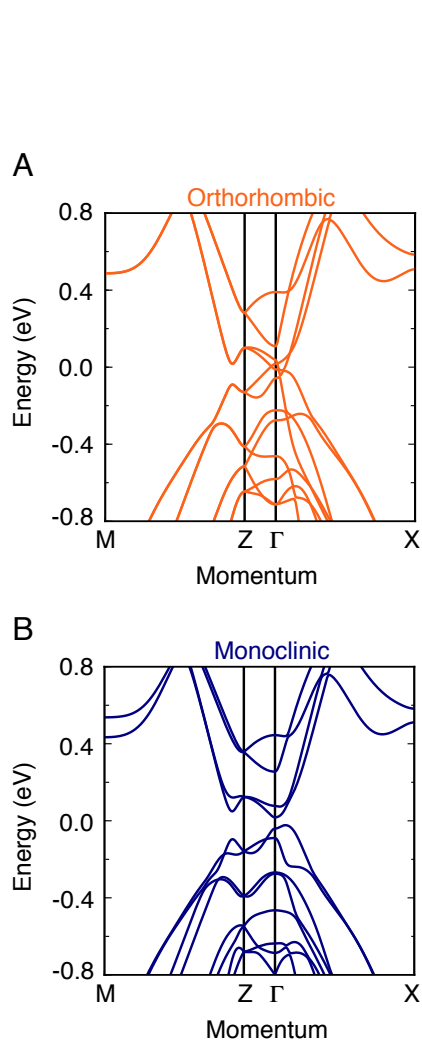 A
Orthorhombic
0.8
0.4
0.0
-0.4
-0.8
Energy (eV)
M Z Γ X
Momentum
B
Monoclinic
0.8
0.4
0.0
-0.4
-0.8
Energy (eV)
M Z Γ X
Momentum